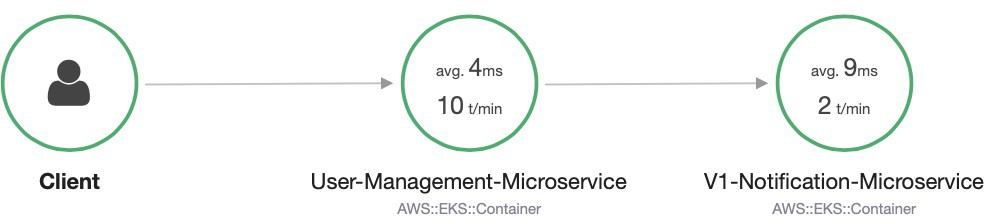 avg. 4ms
10 t/min
avg. 9ms
2 t/min
Client
User-Management-Microservice
AWS::EKS::Container
V1-Notification-Microservice
AWS::EKS::Container